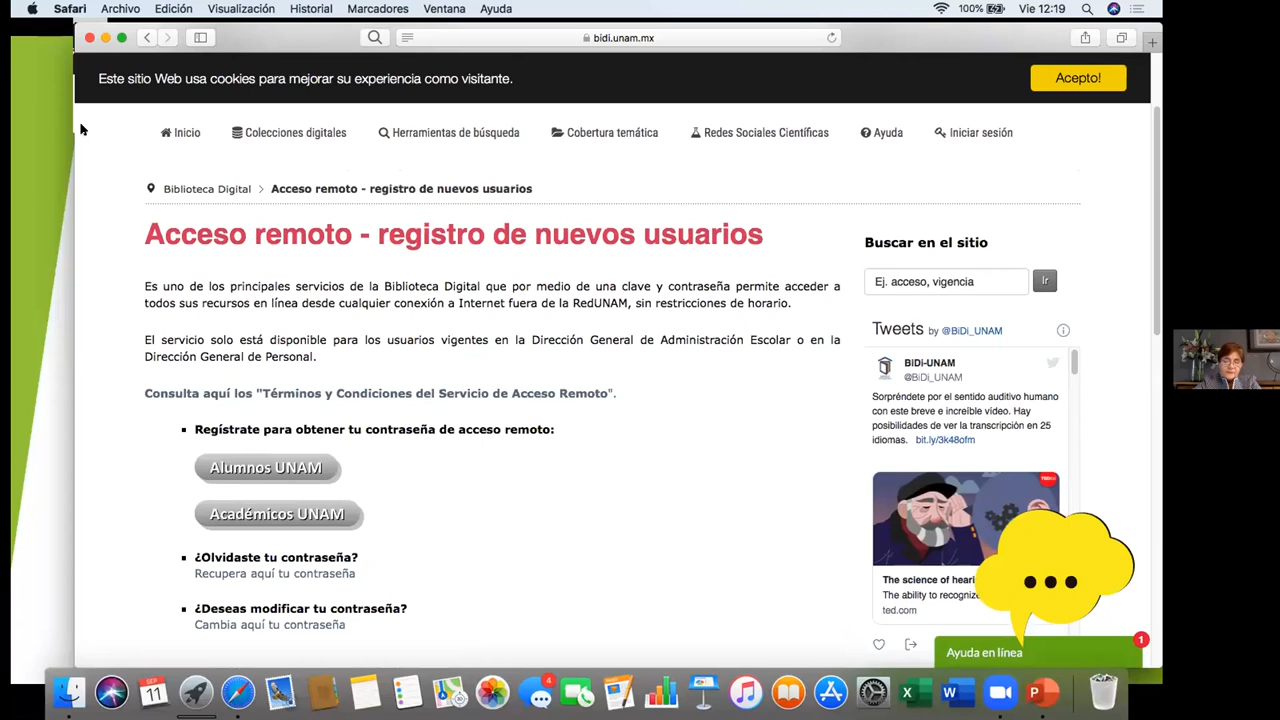 Safari Archivo Edición Visualización Historial Marcadores Ventana Ayuda 100% Vie 12:19
bidi.unam.mx
Este sitio Web usa cookies para mejorar su experiencia como visitante. Acepto!
Inicio Colecciones digitales Herramientas de búsqueda Cobertura temática Redes Sociales Científicas Ayuda Iniciar sesión
Biblioteca Digital > Acceso remoto - registro de nuevos usuarios
Acceso remoto - registro de nuevos usuarios
Es uno de los principales servicios de la Biblioteca Digital que por medio de una clave y contraseña permite acceder a
todos sus recursos en línea desde cualquier conexión a Internet fuera de la RedUNAM, sin restricciones de horario.
El servicio solo está disponible para los usuarios vigentes en la Dirección General de Administración Escolar o en la
Dirección General de Personal.
Consulta aquí los "Términos y Condiciones del Servicio de Acceso Remoto".
Regístrate para obtener tu contraseña de acceso remoto:
Alumnos UNAM
Académicos UNAM
¿Olvidaste tu contraseña?
Recupera aquí tu contraseña
¿Deseas modificar tu contraseña?
Cambia aquí tu contraseña
Buscar en el sitio
Ej. acceso, vigencia Ir
Tweets by @BiDi_UNAM
BIDI-UNAM
@BiDi_UNAM
Sorpréndete por el sentido auditivo humano
con este breve e increíble vídeo. Hay
posibilidades de ver la transcripción en 25
idiomas. bit.ly/3k48ofm
The science of heari
The ability to recogniz
ted.com
Ayuda en línea 1
SEP
11
4